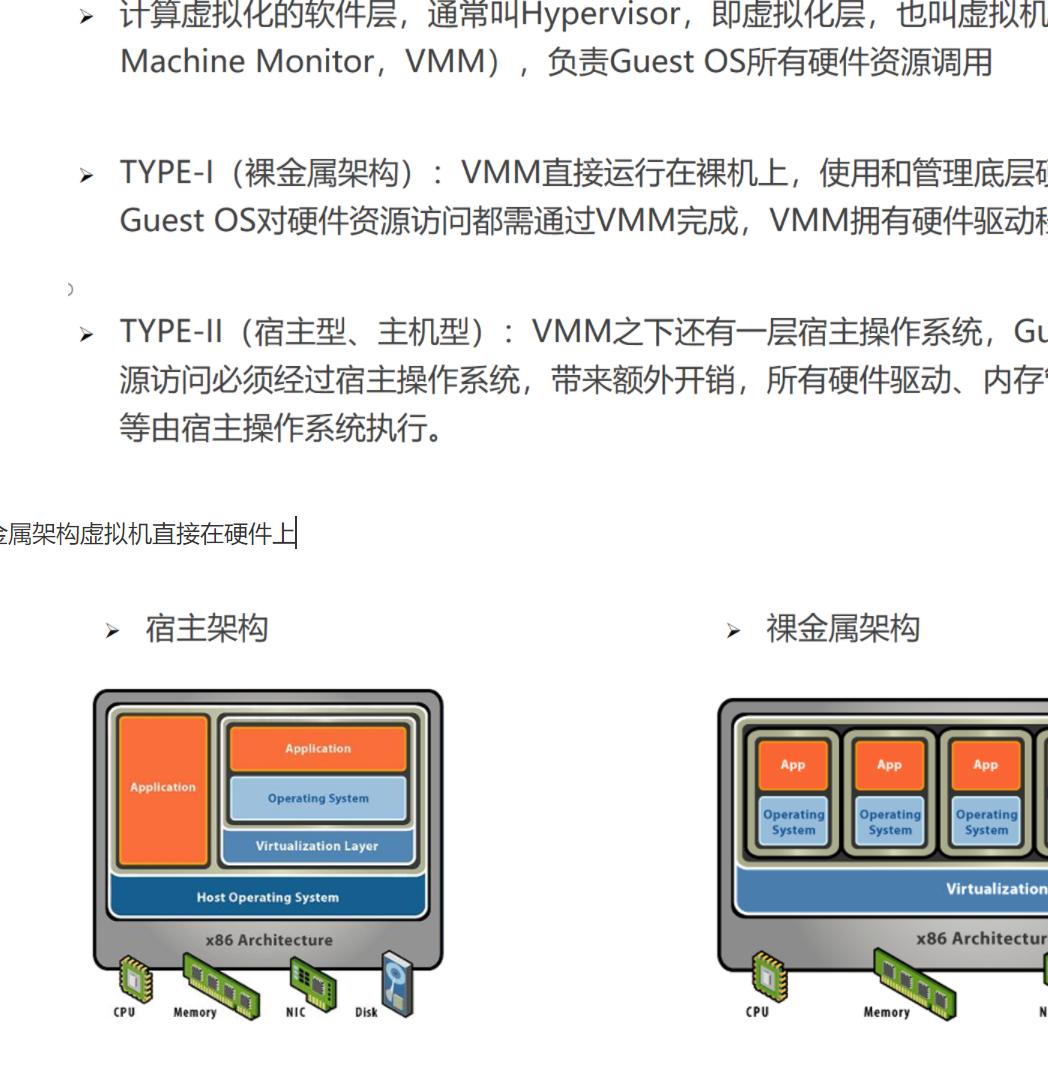 计算虚拟化的软件层，通常叫Hypervisor，即虚拟化层，也叫虚拟机
Machine Monitor，VMM），负责Guest OS所有硬件资源调用
TYPE-I（裸金属架构）：VMM直接运行在裸机上，使用和管理底层硬
Guest OS对硬件资源访问都需通过VMM完成，VMM拥有硬件驱动程
TYPE-II（宿主型、主机型）：VMM之下还有一层宿主操作系统，Gu
源访问必须经过宿主操作系统，带来额外开销，所有硬件驱动、内存管
等由宿主操作系统执行。
金属架构虚拟机直接在硬件上
宿主架构
裸金属架构
Application
Application
Operating System
Virtualization Layer
Host Operating System
x86 Architecture
CPU
Memory
NIC
Disk
App
App
App
Operating System
Operating System
Operating System
Virtualization
x86 Architectur
CPU
Memory
N